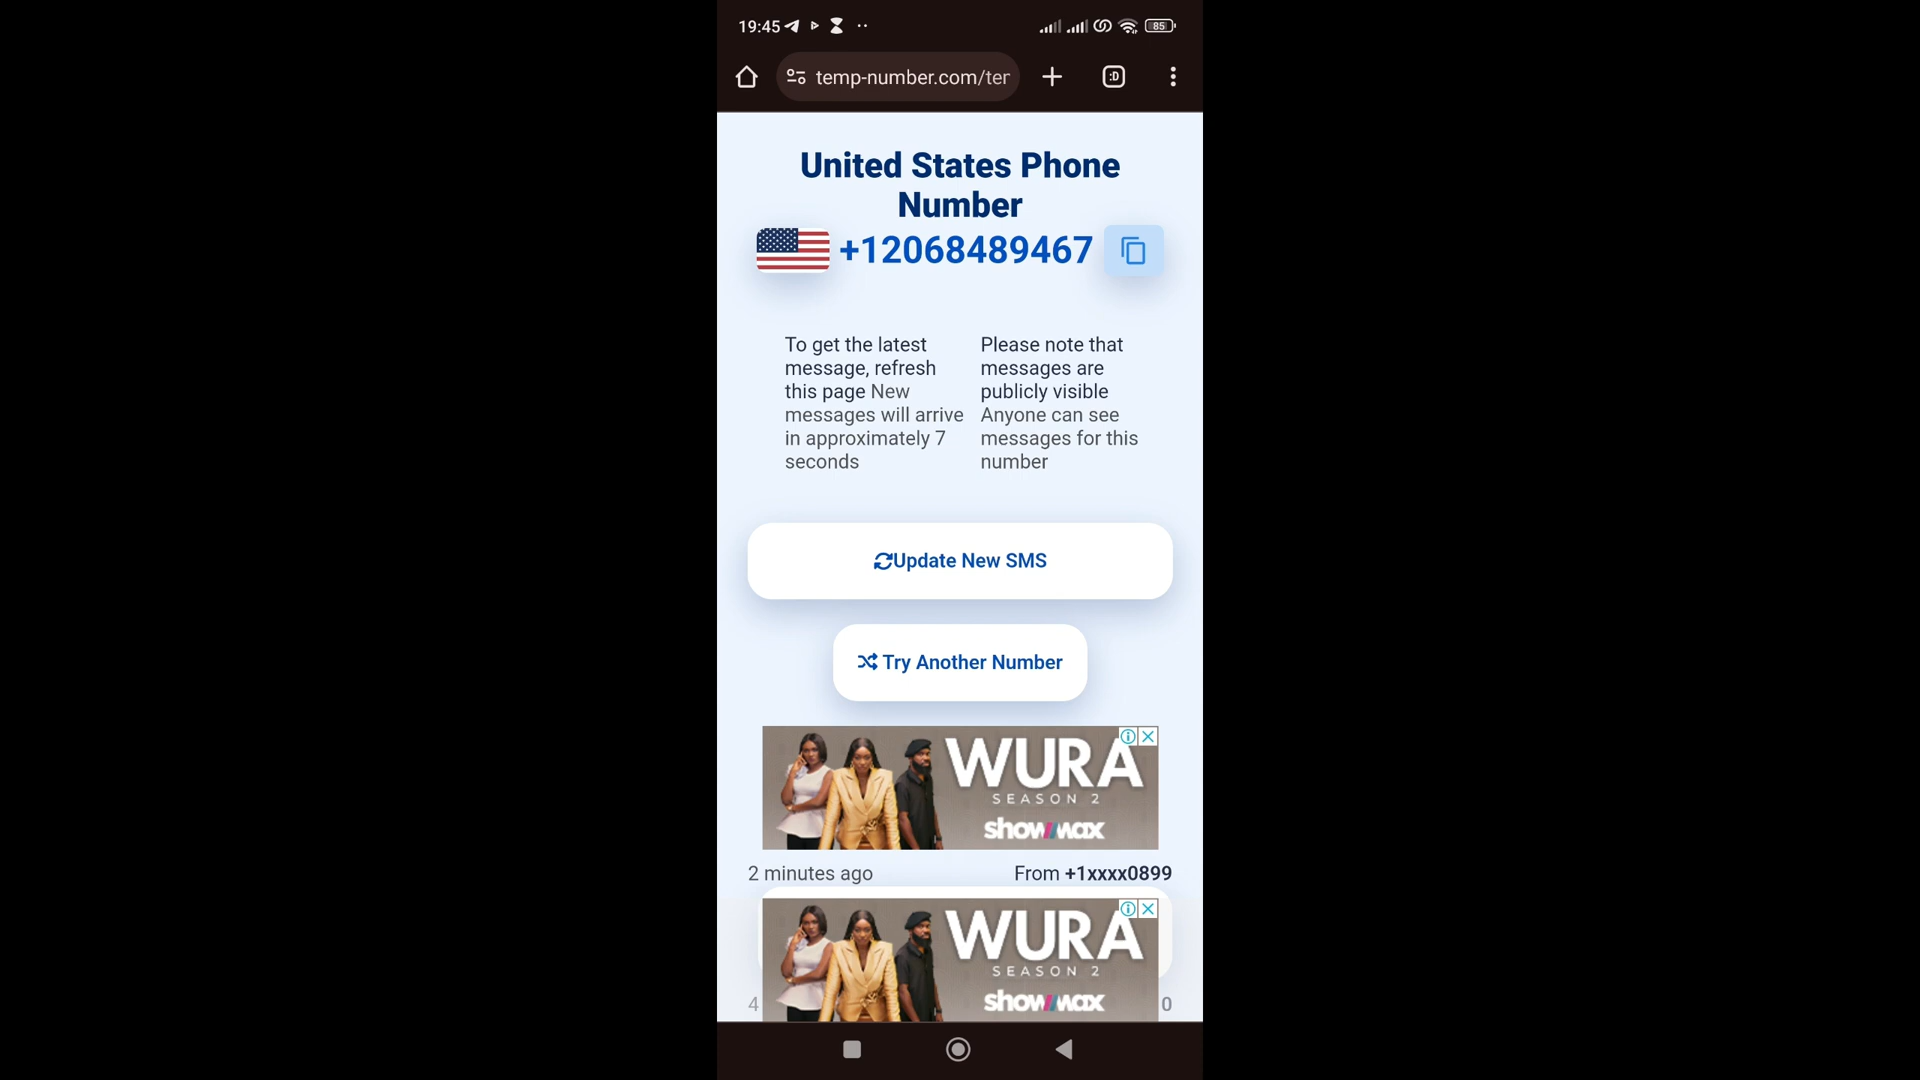 19:45
85
temp-number.com/ter
:D
United States Phone
Number
+12068489467
To get the latest
message, refresh
this page New
messages will arrive
in approximately 7
seconds
Please note that
messages are
publicly visible
Anyone can see
messages for this
number
Update New SMS
Try Another Number
WURA
SEASON 2
showmax
2 minutes ago
From +1xxxx0899
WURA
SEASON 2
showmax
4
0